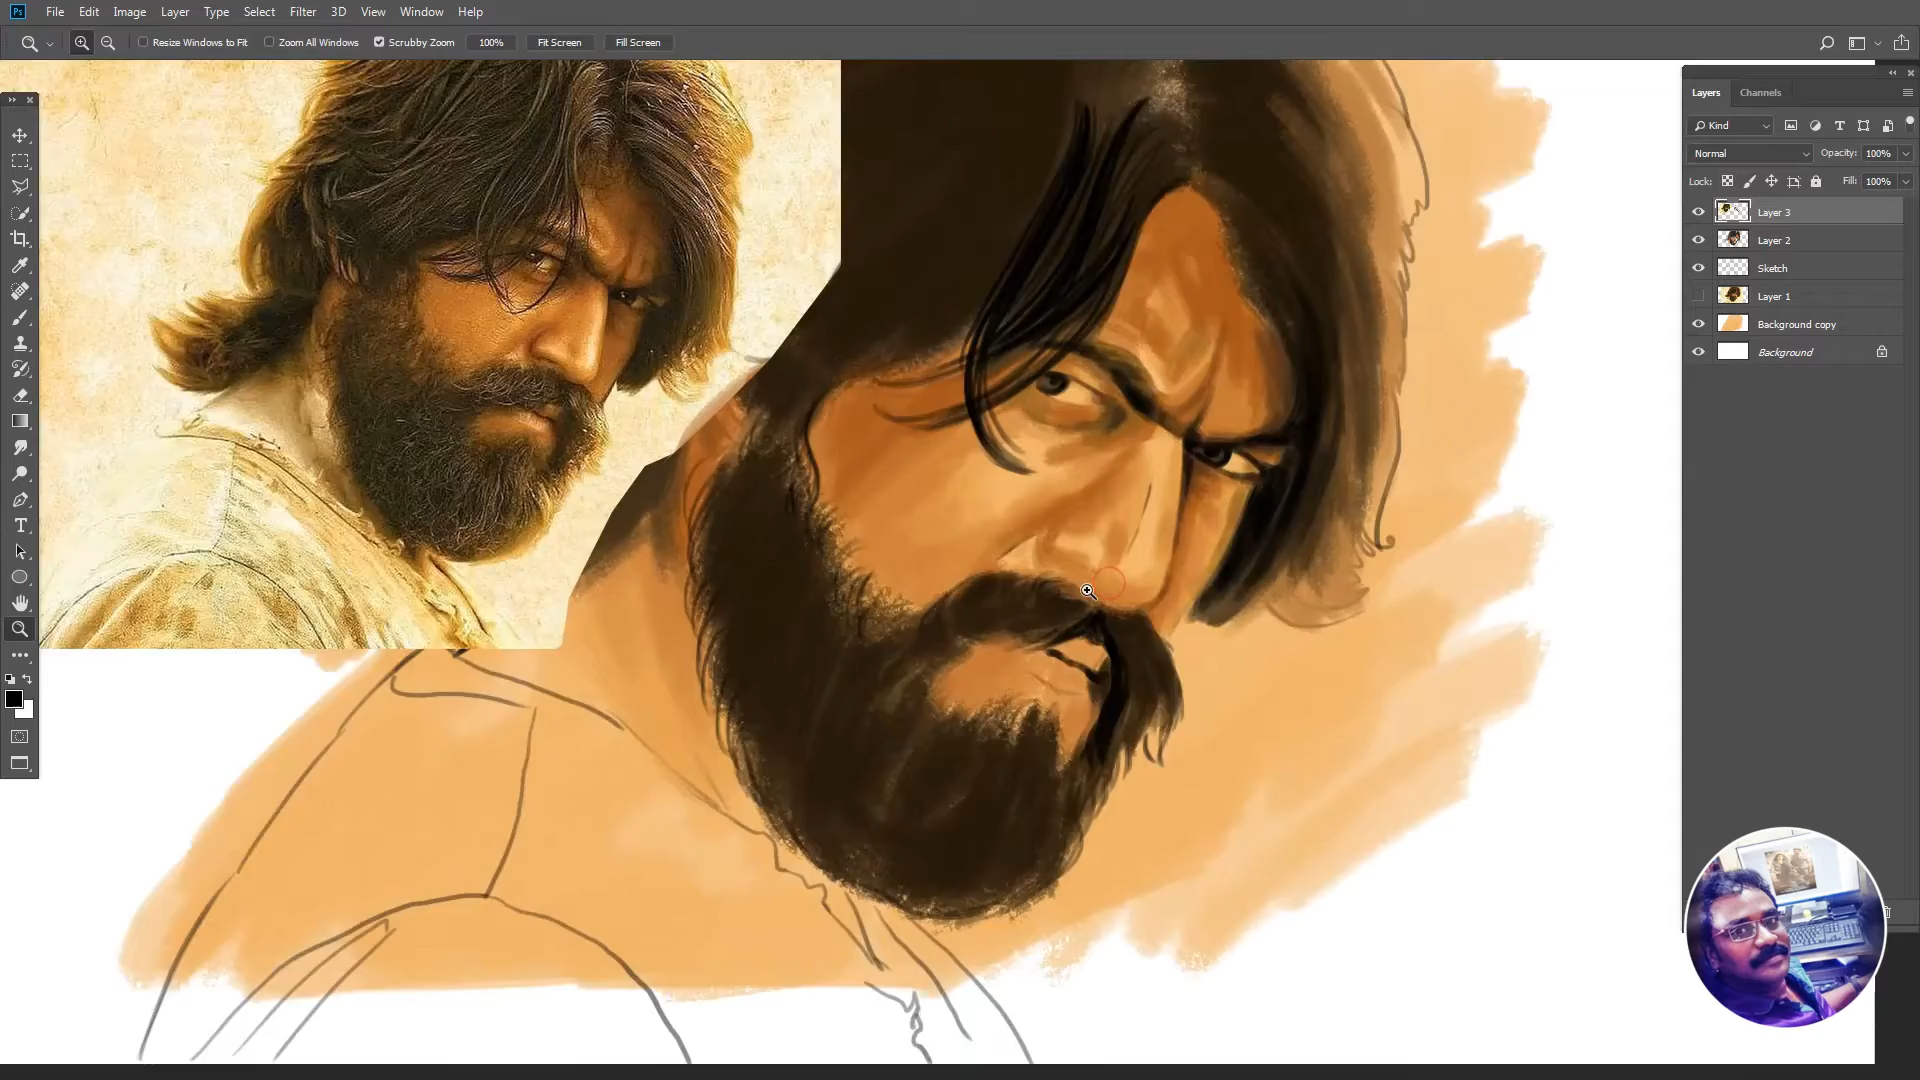 Ps File Edit Image Layer Type Select Filter 3D View Window Help
Resize Windows to Fit Zoom All Windows Scrubby Zoom 100% Fit Screen Fill Screen
Layers Channels
Kind
Normal Opacity: 100%
Lock: Fill: 100%
Layer 3
Layer 2
Sketch
Layer 1
Background copy
Background